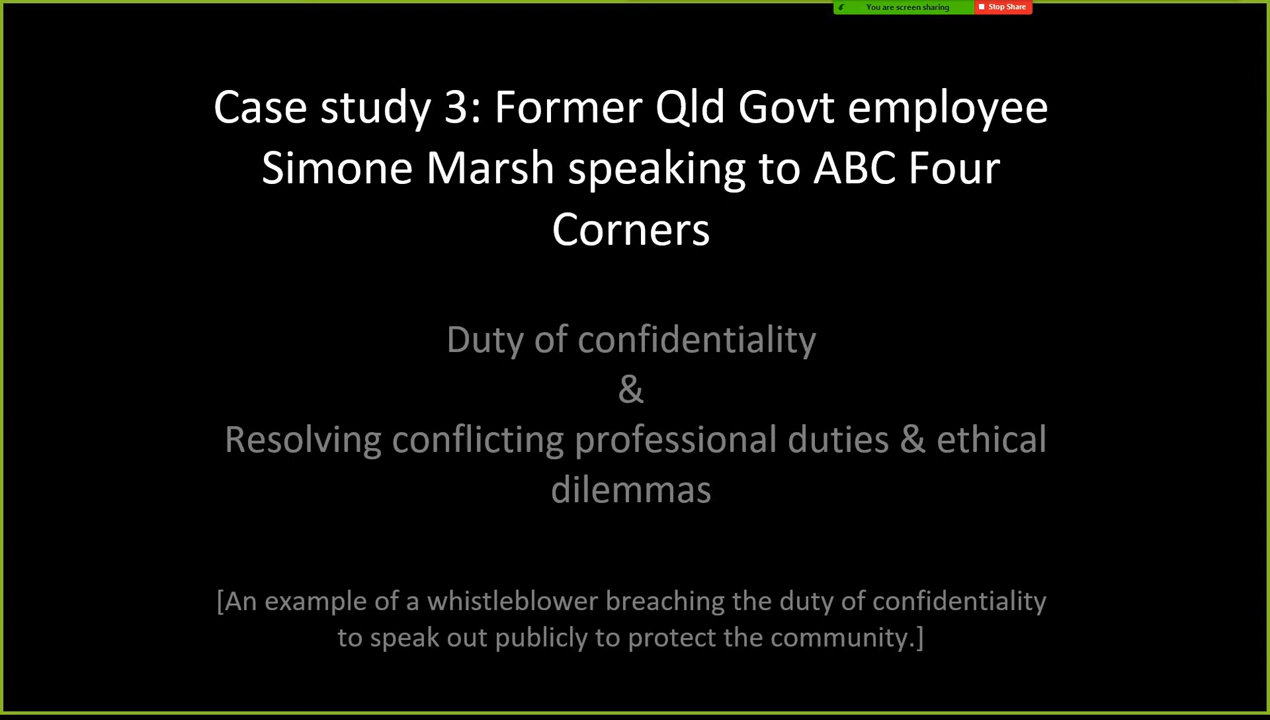 You are screen sharing Stop Share
Case study 3: Former Qld Govt employee
Simone Marsh speaking to ABC Four
Corners
Duty of confidentiality
&
Resolving conflicting professional duties & ethical
dilemmas
[An example of a whistleblower breaching the duty of confidentiality
to speak out publicly to protect the community.]